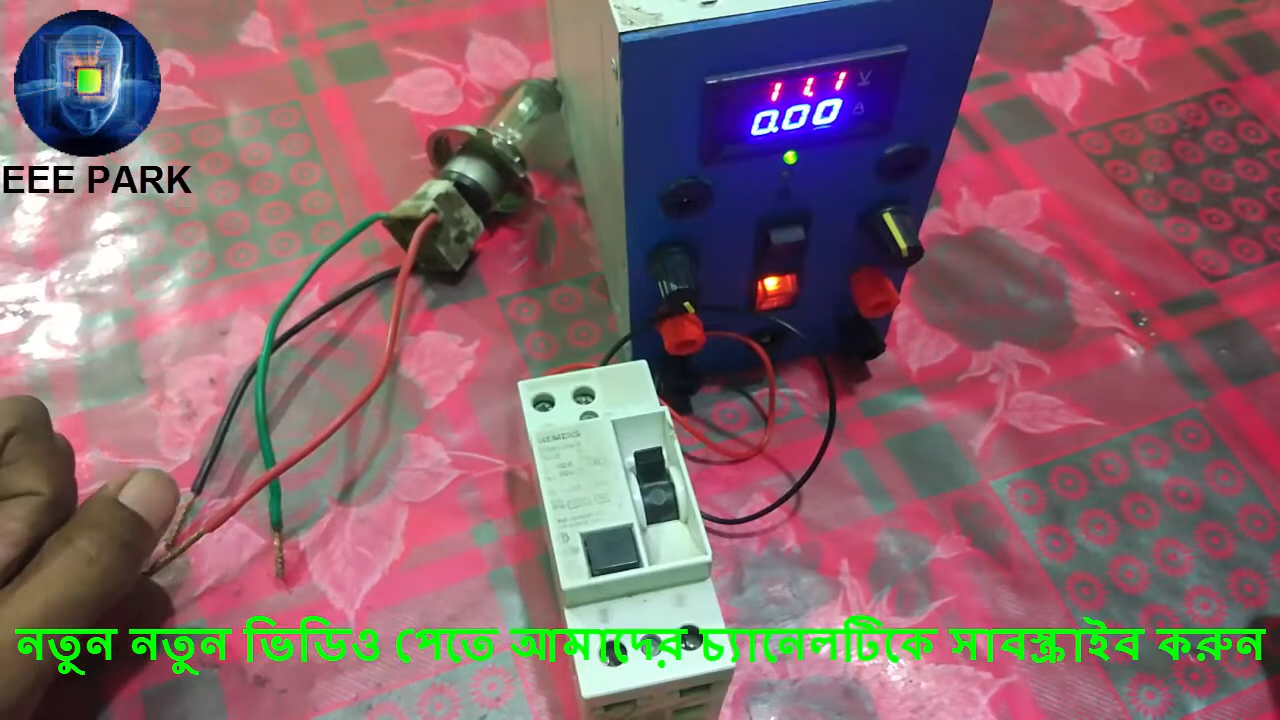 EEE PARK
11.1 V
0.00 A
SIEMENS
নতুন নতুন ভিডিও পেতে আমাদের চ্যানেলটিকে সাবস্ক্রাইব করুন